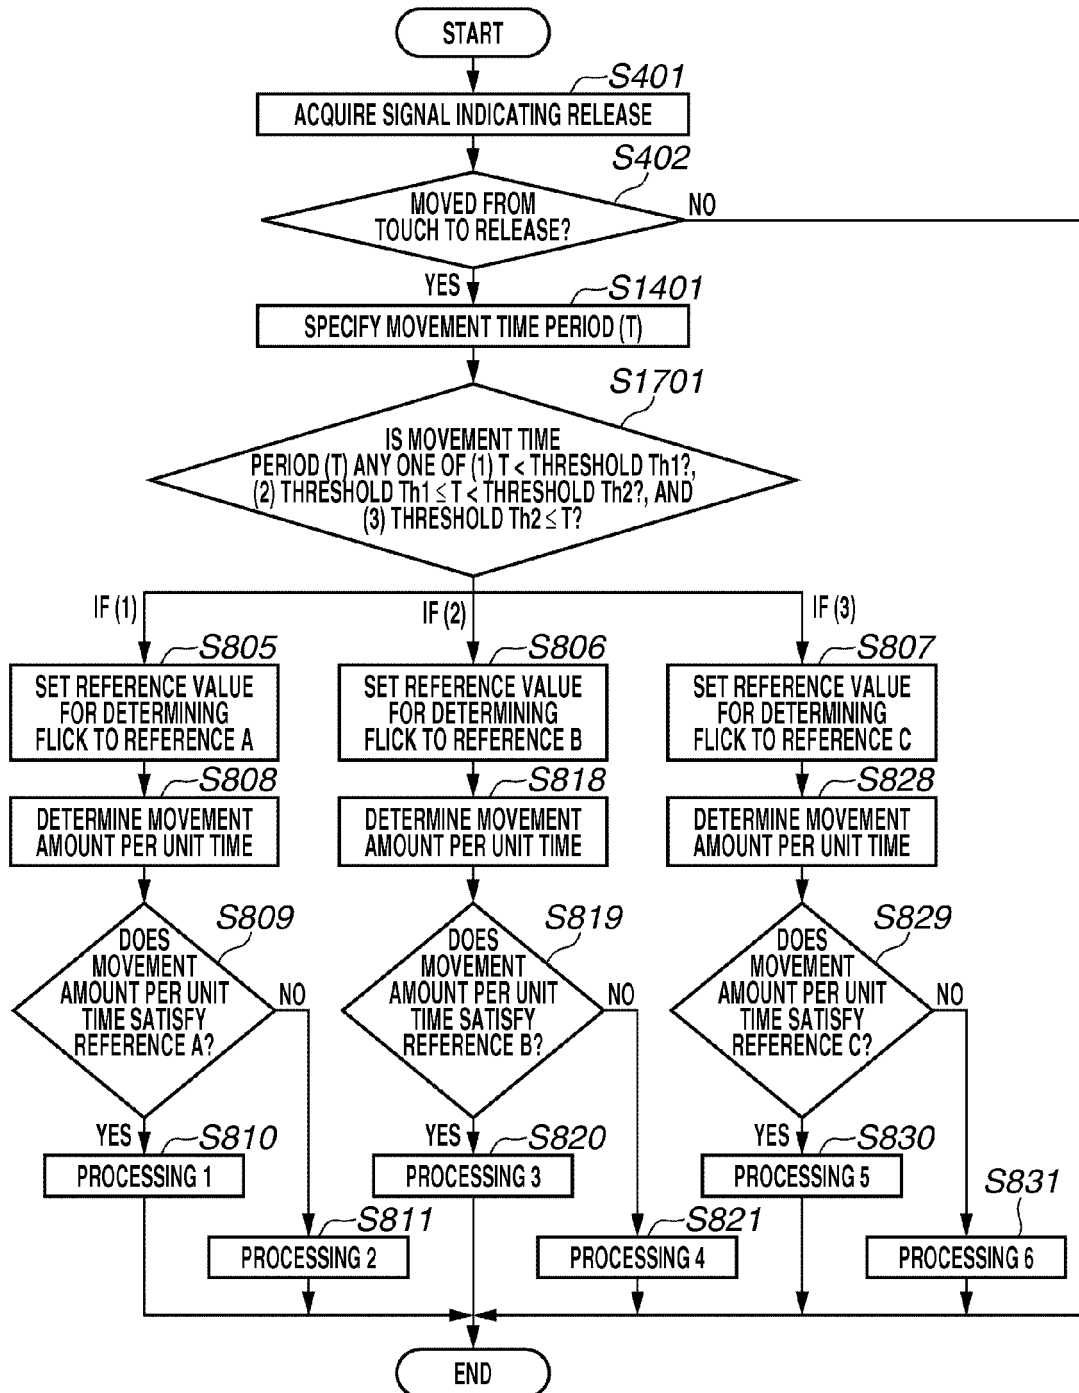 START
S401
ACQUIRE SIGNAL INDICATING RELEASE
S402
MOVED FROM
TOUCH TO RELEASE?
NO
YES
S1401
SPECIFY MOVEMENT TIME PERIOD (T)
S1701
IS MOVEMENT TIME
PERIOD (T) ANY ONE OF (1) T < THRESHOLD Th1?,
(2) THRESHOLD Th1 ≤ T < THRESHOLD Th2?, AND
(3) THRESHOLD Th2 ≤ T?
IF (1)
IF (2)
IF (3)
S805
SET REFERENCE VALUE
FOR DETERMINING
FLICK TO REFERENCE A
S806
SET REFERENCE VALUE
FOR DETERMINING
FLICK TO REFERENCE B
S807
SET REFERENCE VALUE
FOR DETERMINING
FLICK TO REFERENCE C
S808
DETERMINE MOVEMENT
AMOUNT PER UNIT TIME
S818
DETERMINE MOVEMENT
AMOUNT PER UNIT TIME
S828
DETERMINE MOVEMENT
AMOUNT PER UNIT TIME
S809
DOES
MOVEMENT
AMOUNT PER UNIT
TIME SATISFY
REFERENCE A?
NO
YES
S819
DOES
MOVEMENT
AMOUNT PER UNIT
TIME SATISFY
REFERENCE B?
NO
YES
S829
DOES
MOVEMENT
AMOUNT PER UNIT
TIME SATISFY
REFERENCE C?
NO
YES
S810
PROCESSING 1
S820
PROCESSING 3
S830
PROCESSING 5
S811
PROCESSING 2
S821
PROCESSING 4
S831
PROCESSING 6
END